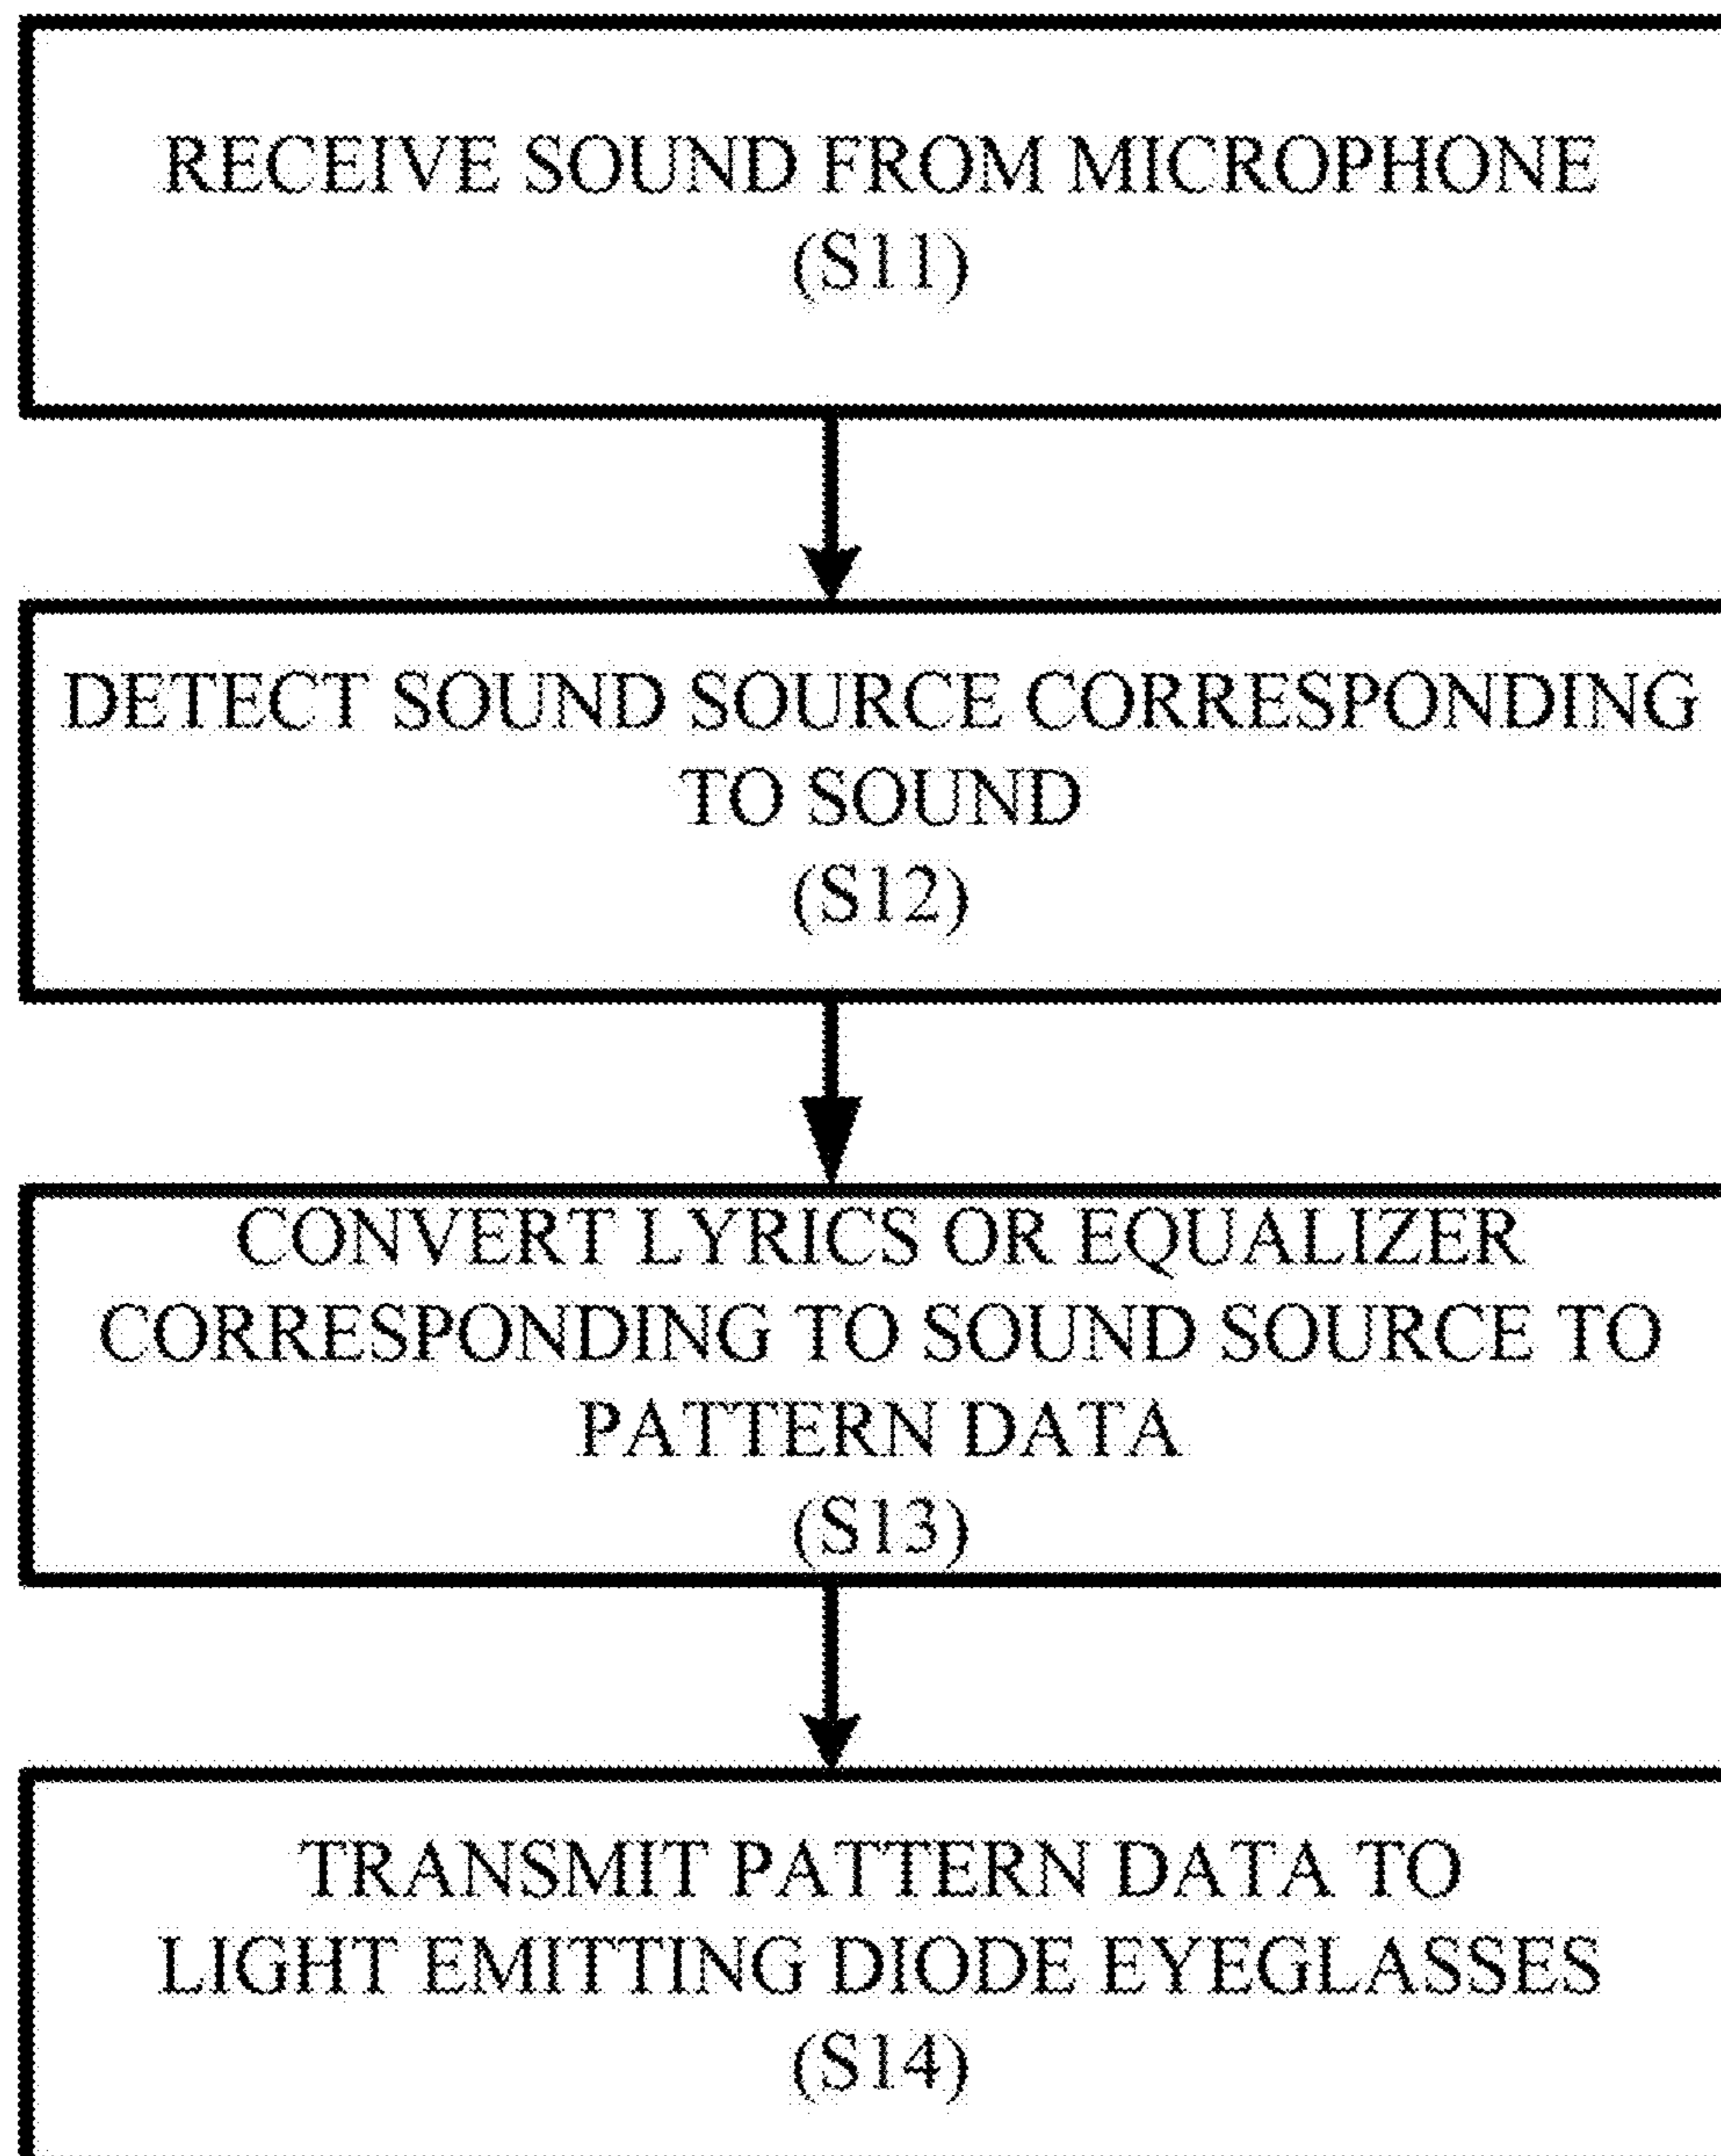 RECEIVE SOUND FROM MICROPHONE
(S11)
DETECT SOUND SOURCE CORRESPONDING
TO SOUND
(S12)
CONVERT LYRICS OR EQUALIZER
CORRESPONDING TO SOUND SOURCE TO
PATTERN DATA
(S13)
TRANSMIT PATTERN DATA TO
LIGHT EMITTING DIODE EYEGLASSES
(S14)